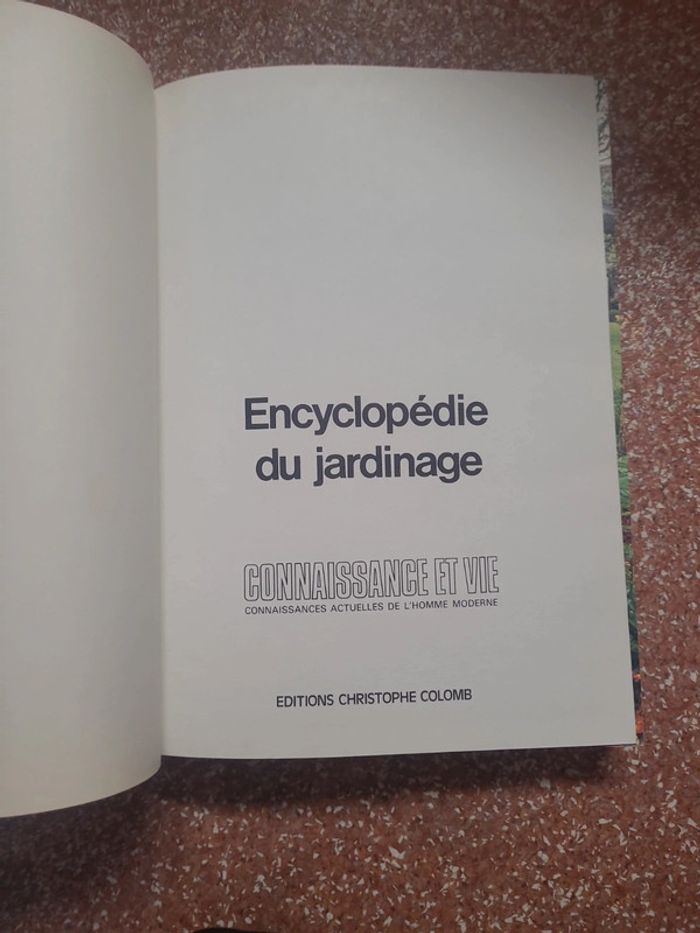 Encyclopédie
du jardinage
CONNAISSANCE ET VIE
CONNAISSANCES ACTUELLES DE L'HOMME MODERNE
EDITIONS CHRISTOPHE COLOMB